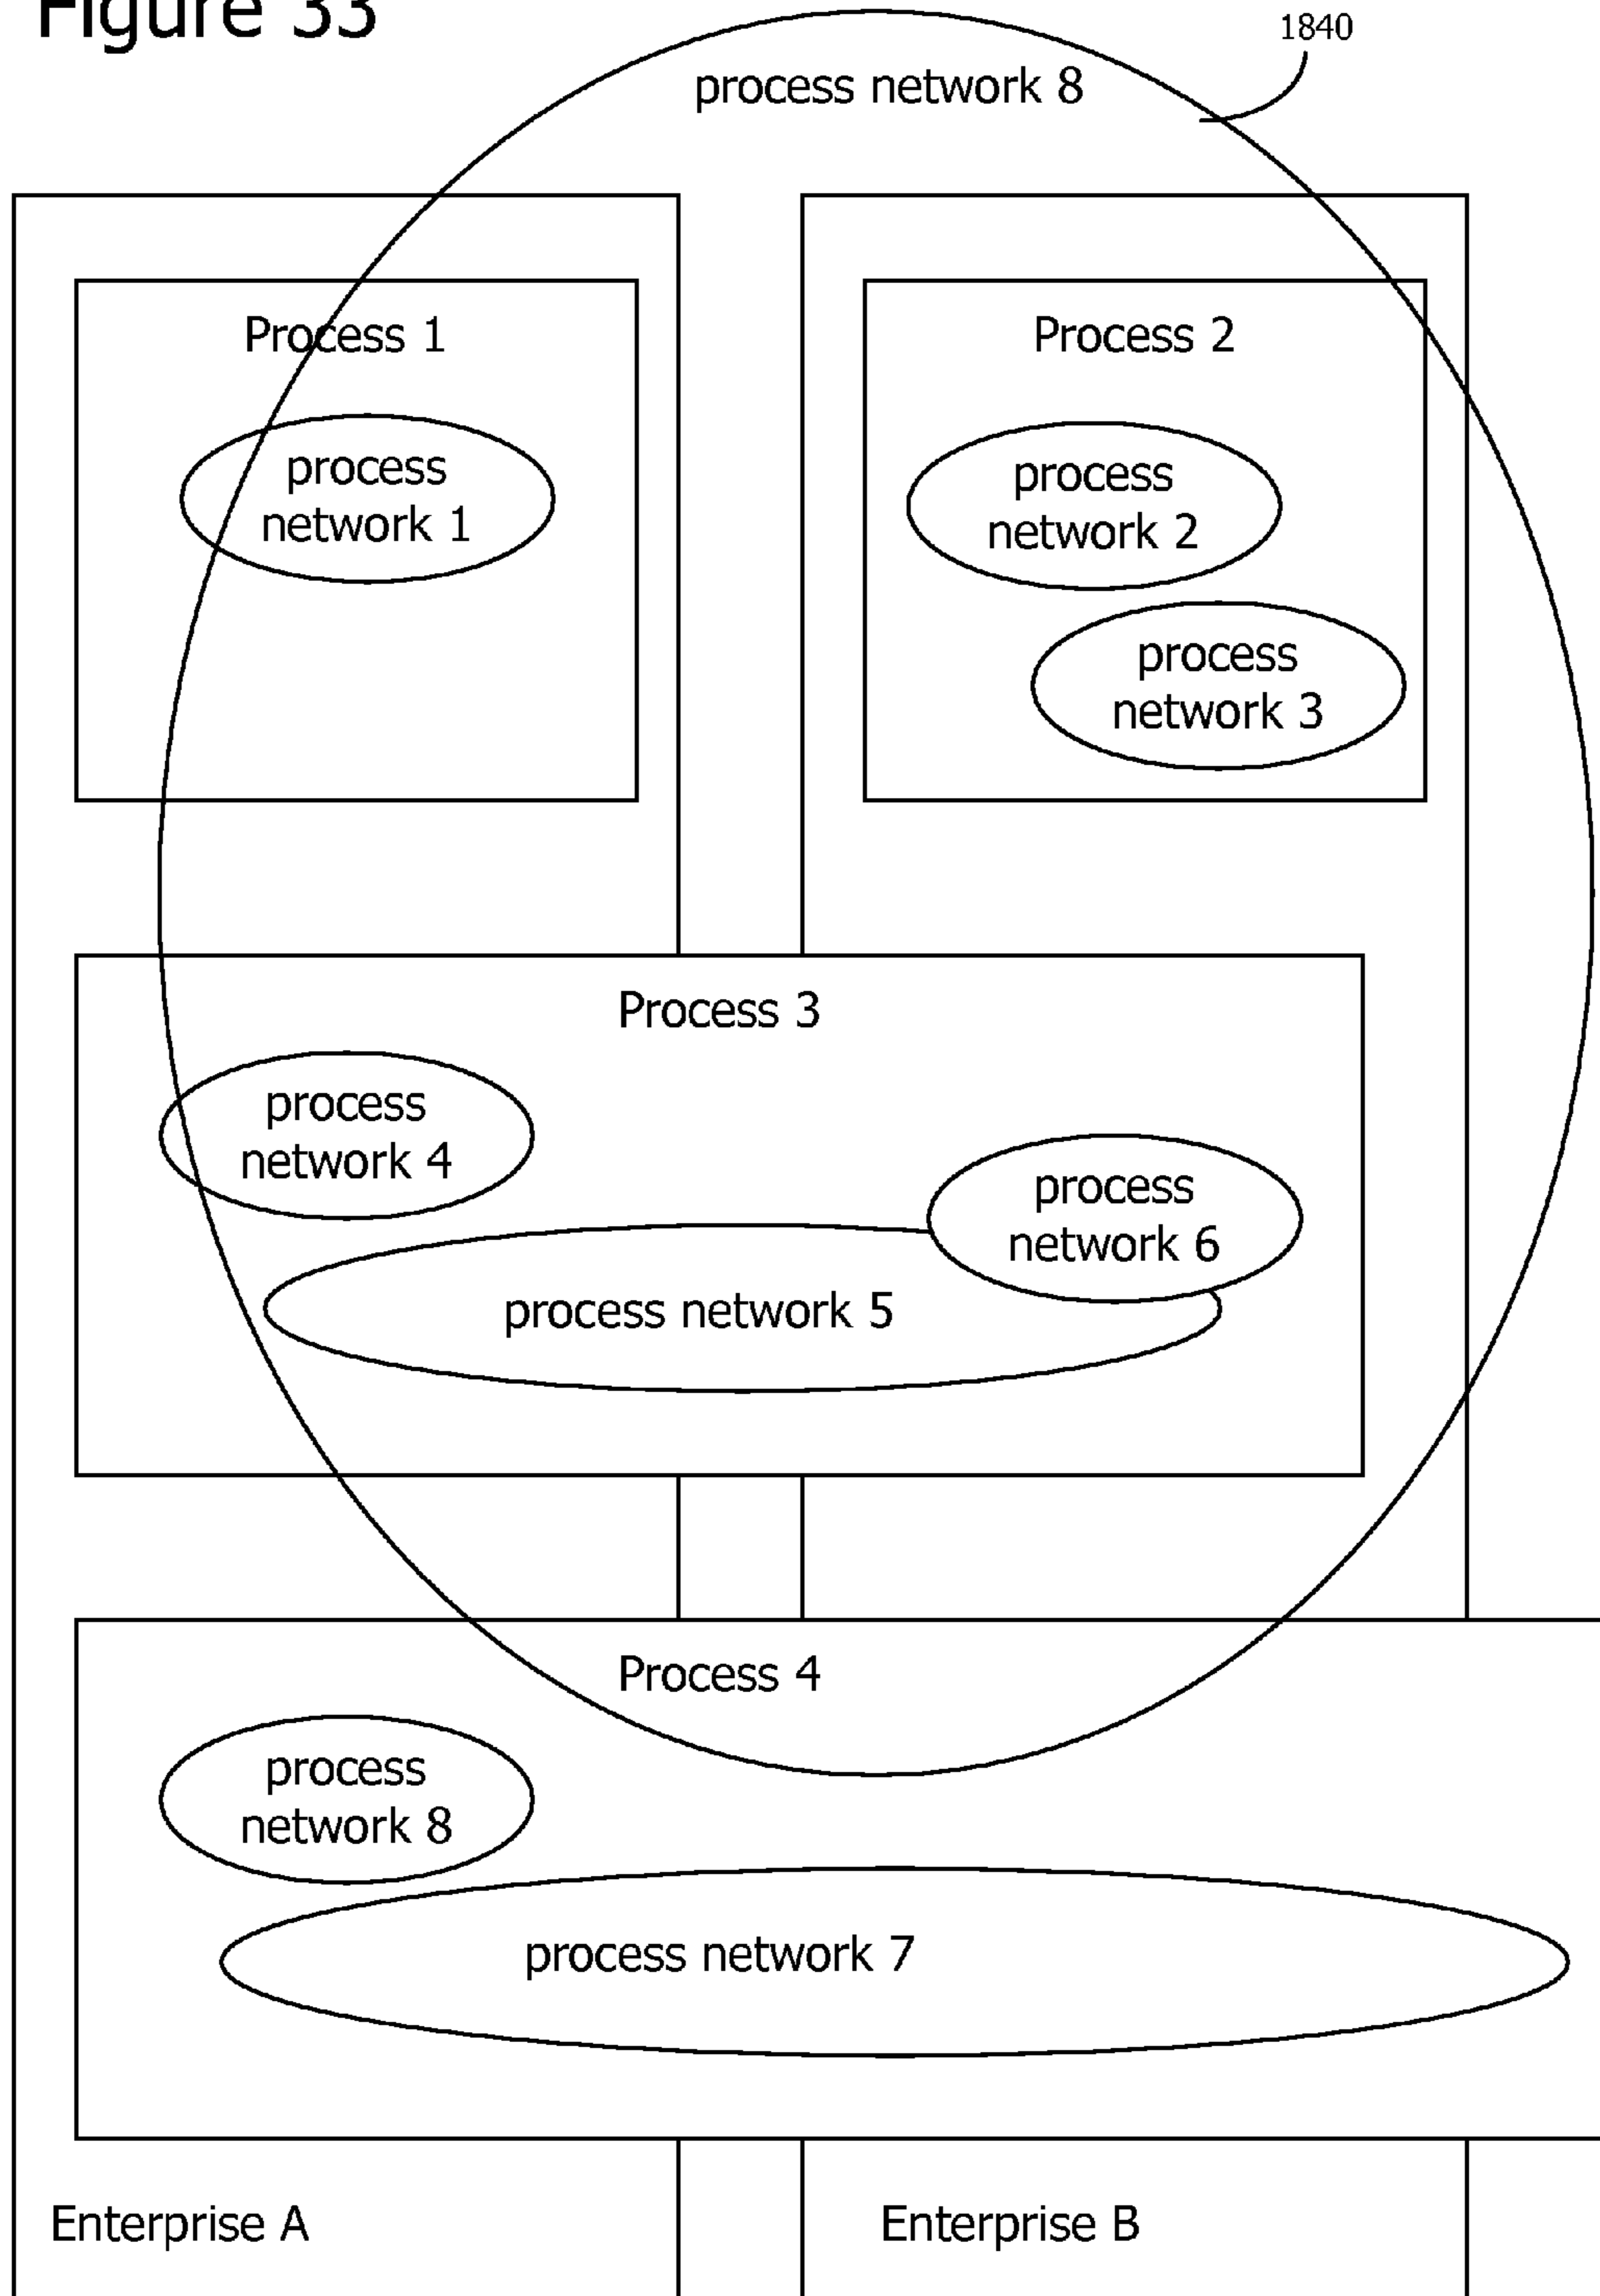 Figure 33
1840
process network 8
Process 1
process
network 1
Process 2
process
network 2
process
network 3
Process 3
process
network 4
process
network 6
process network 5
Process 4
process
network 8
process network 7
Enterprise A
Enterprise B